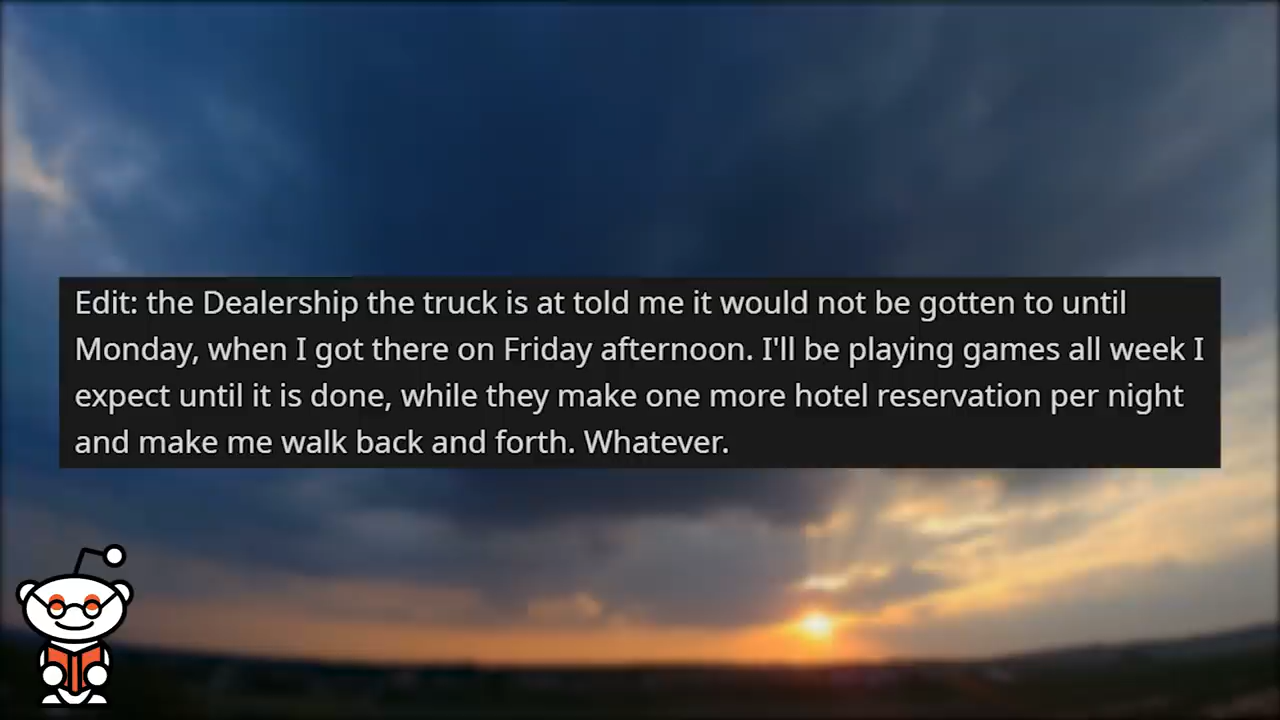 Edit: the Dealership the truck is at told me it would not be gotten to until
Monday, when I got there on Friday afternoon. I'll be playing games all week I
expect until it is done, while they make one more hotel reservation per night
and make me walk back and forth. Whatever.